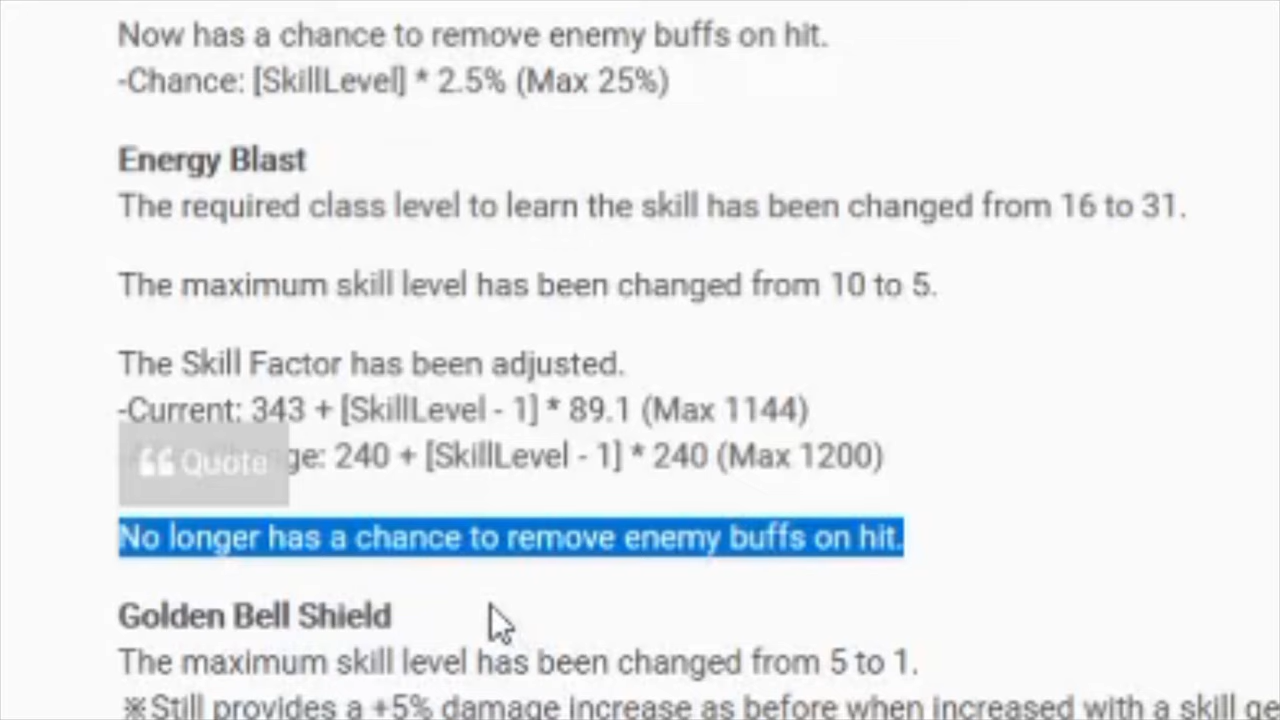 Now has a chance to remove enemy buffs on hit.
-Chance: [SkillLevel] * 2.5% (Max 25%)
Energy Blast
The required class level to learn the skill has been changed from 16 to 31.
The maximum skill level has been changed from 10 to 5.
The Skill Factor has been adjusted.
-Current: 343 + [SkillLevel - 1] * 89.1 (Max 1144)
Quote ge: 240 + [SkillLevel - 1] * 240 (Max 1200)
No longer has a chance to remove enemy buffs on hit.
Golden Bell Shield
The maximum skill level has been changed from 5 to 1.
※Still provides a +5% damage increase as before when increased with a skill ge